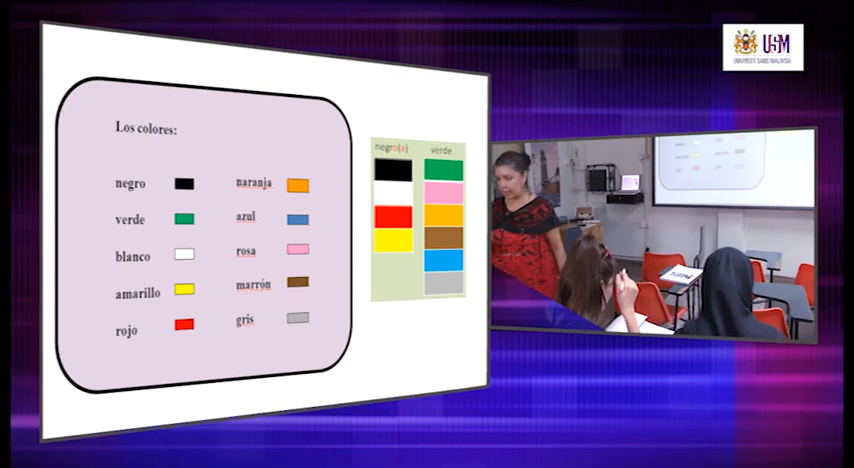 Los colores:
negro
verde
blanco
amarillo
rojo
naranja
azul
rosa
marrón
gris
negro(a)
verde
USM
UNIVERSITI SAINS MALAYSIA